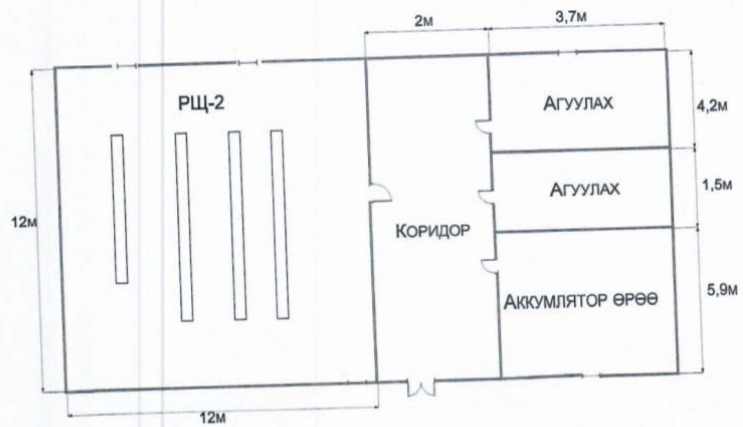 2м
3,7м
РЩ-2
Агуулах
4,2м
Агуулах
1,5м
12м
Коридор
Аккумлятор өрөө
5,9м
12м